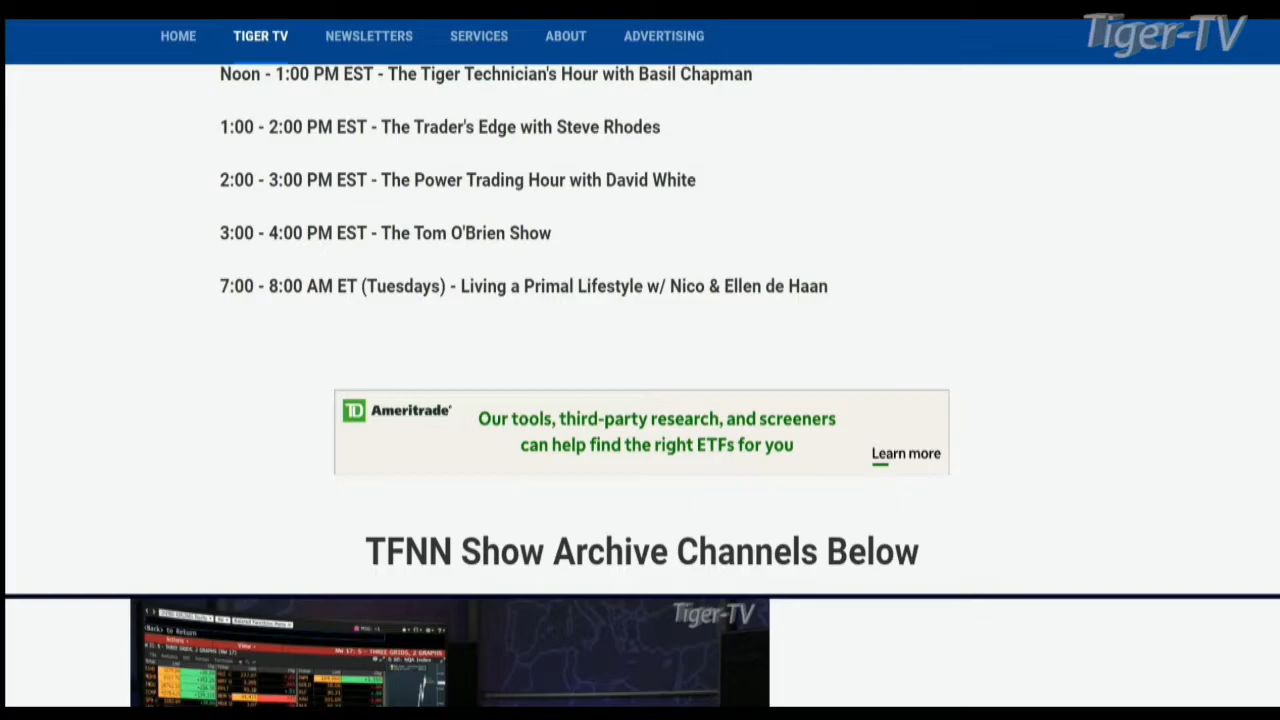 HOME TIGER TV NEWSLETTERS SERVICES ABOUT ADVERTISING
Tiger-TV
Noon - 1:00 PM EST - The Tiger Technician's Hour with Basil Chapman
1:00 - 2:00 PM EST - The Trader's Edge with Steve Rhodes
2:00 - 3:00 PM EST - The Power Trading Hour with David White
3:00 - 4:00 PM EST - The Tom O'Brien Show
7:00 - 8:00 AM ET (Tuesdays) - Living a Primal Lifestyle w/ Nico & Ellen de Haan
TD Ameritrade
Our tools, third-party research, and screeners
can help find the right ETFs for you
Learn more
TFNN Show Archive Channels Below
Tiger-TV
<Back> to Return